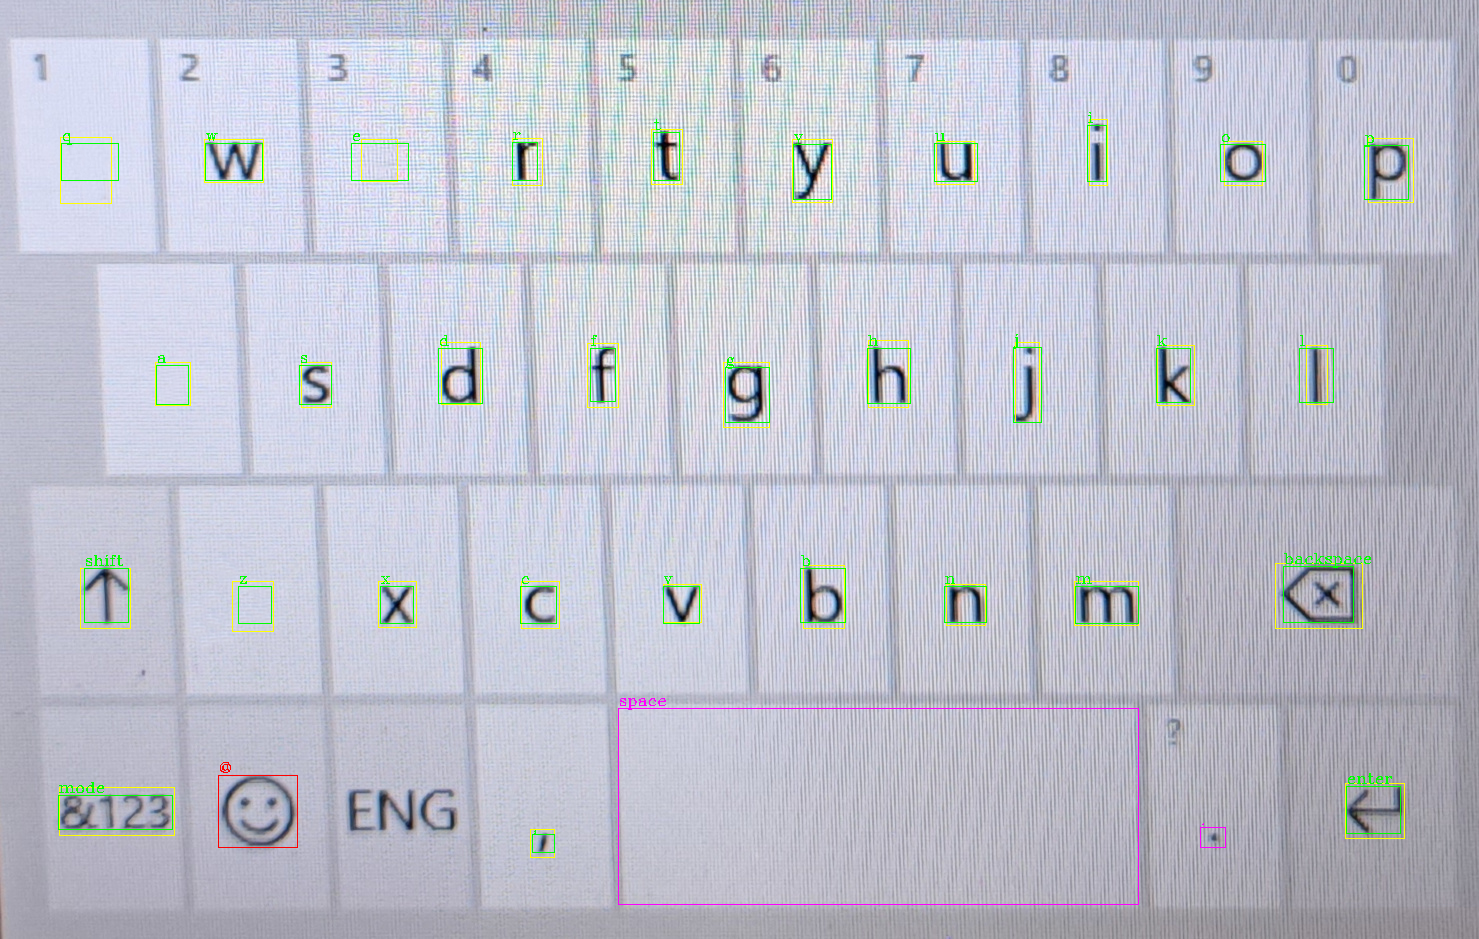 1 2 3 4 5 6 7 8 9 0
q w e r t y u i o p
w r t y u i o p
a s d f g h j k l
s d f g h j k l
shift z x c v b n m backspace
x c v b n m
space
?
mode @ enter
&123 ENG , .